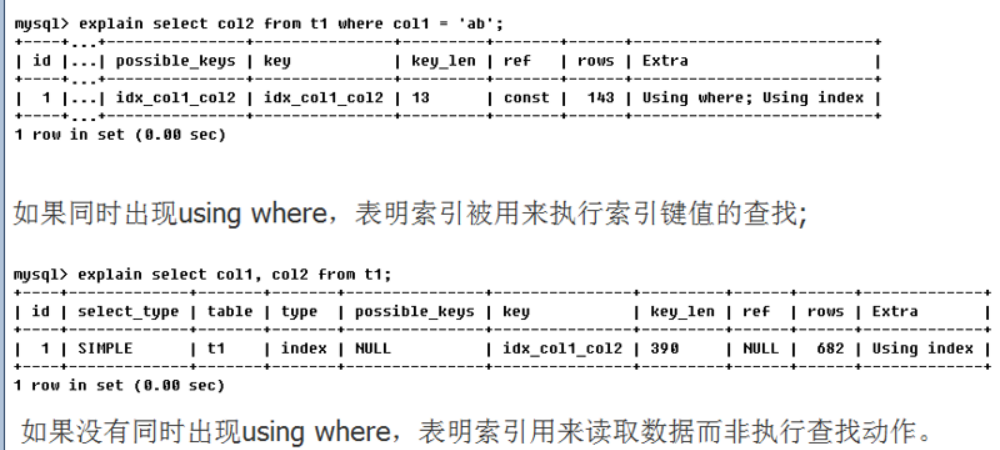 mysql> explain select col2 from t1 where col1 = 'ab';
+----+...+---------------+---------------+---------+-------+------+--------------------------+
| id |...| possible_keys | key | key_len | ref | rows | Extra |
+----+...+---------------+---------------+---------+-------+------+--------------------------+
| 1 |...| idx_col1_col2 | idx_col1_col2 | 13 | const | 143 | Using where; Using index |
+----+...+---------------+---------------+---------+-------+------+--------------------------+
1 row in set (0.00 sec)
如果同时出现using where，表明索引被用来执行索引键值的查找;
mysql> explain select col1, col2 from t1;
+----+-------------+-------+-------+---------------+---------------+---------+------+------+-------------+
| id | select_type | table | type | possible_keys | key | key_len | ref | rows | Extra |
+----+-------------+-------+-------+---------------+---------------+---------+------+------+-------------+
| 1 | SIMPLE | t1 | index | NULL | idx_col1_col2 | 390 | NULL | 682 | Using index |
+----+-------------+-------+-------+---------------+---------------+---------+------+------+-------------+
1 row in set (0.00 sec)
如果没有同时出现using where，表明索引用来读取数据而非执行查找动作。